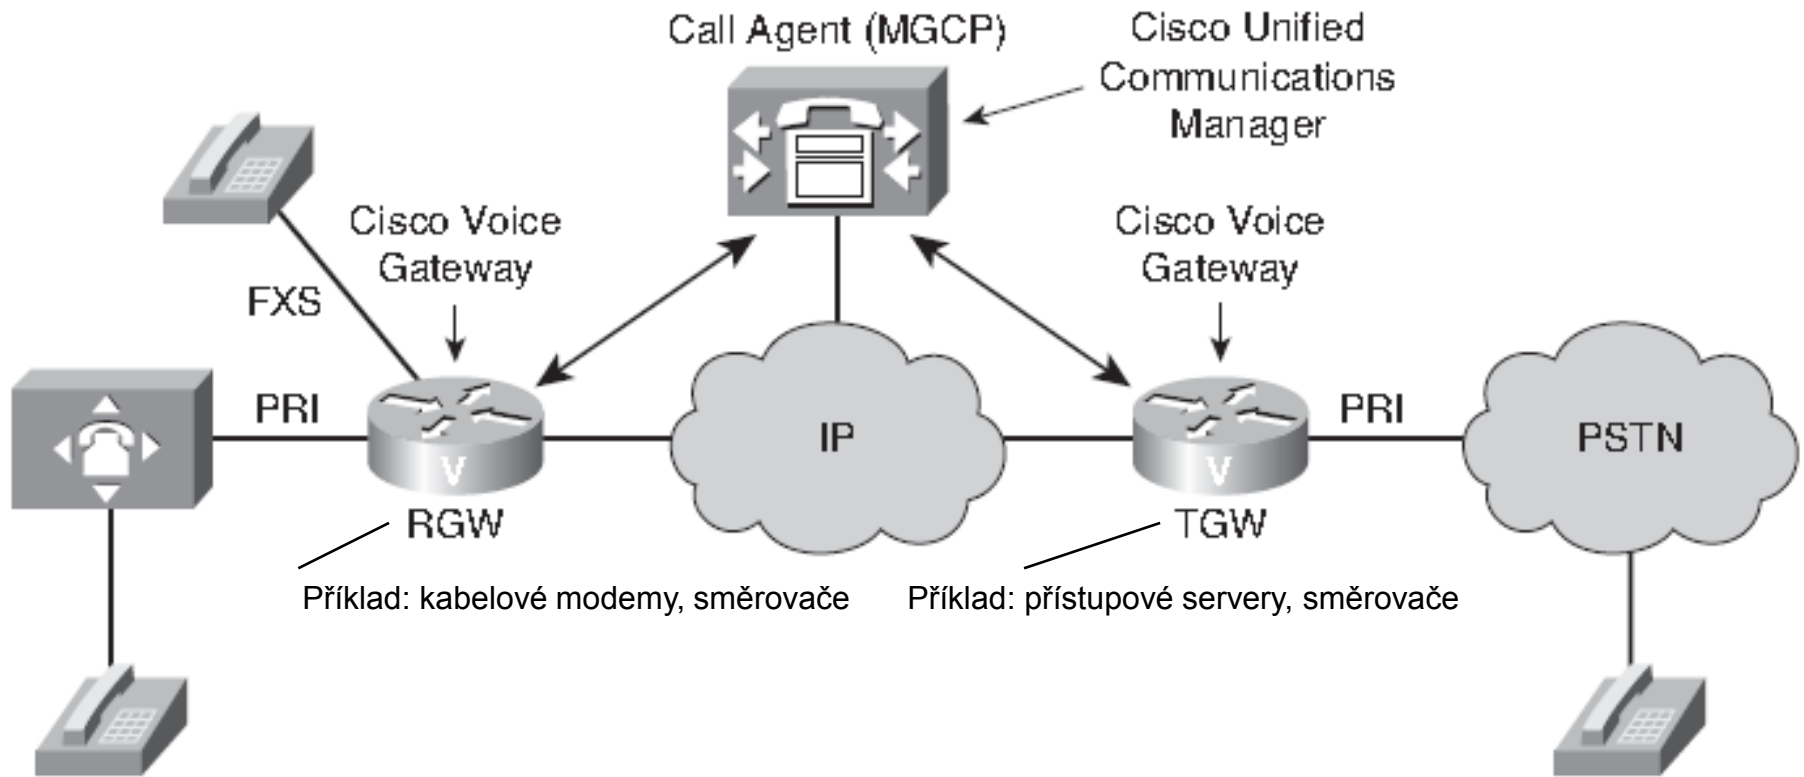 Call Agent (MGCP)
Cisco Unified
Communications
Manager
Cisco Voice
Gateway
Cisco Voice
Gateway
FXS
PRI
IP
PRI
PSTN
V
V
RGW
TGW
Příklad: kabelové modemy, směrovače
Příklad: přístupové servery, směrovače